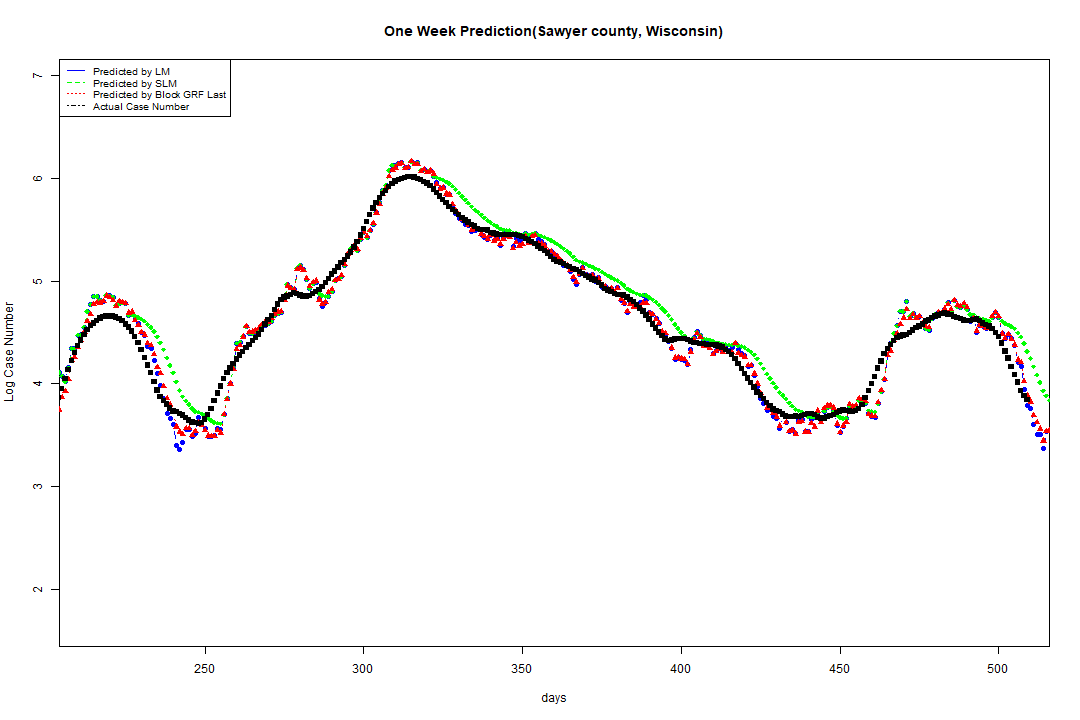 One Week Prediction(Sawyer county, Wisconsin)
Predicted by LM
Predicted by SLM
Predicted by Block GRF Last
Actual Case Number
7
6
5
4
3
2
Log Case Number
250 300 350 400 450 500
days